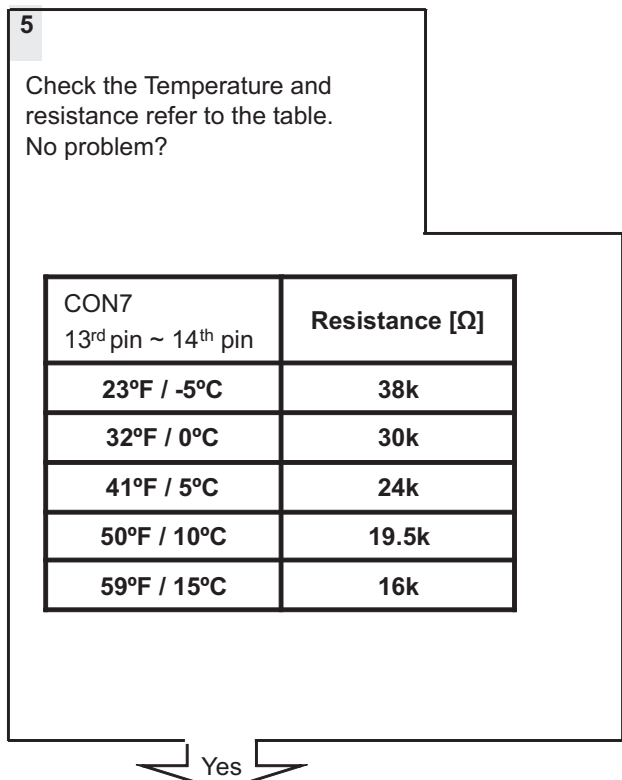 5
Check the Temperature and
resistance refer to the table.
No problem?
CON7
13rd pin ~ 14th pin
Resistance [Ω]
23ºF / -5ºC 38k
32ºF / 0ºC 30k
41ºF / 5ºC 24k
50ºF / 10ºC 19.5k
59ºF / 15ºC 16k
Yes